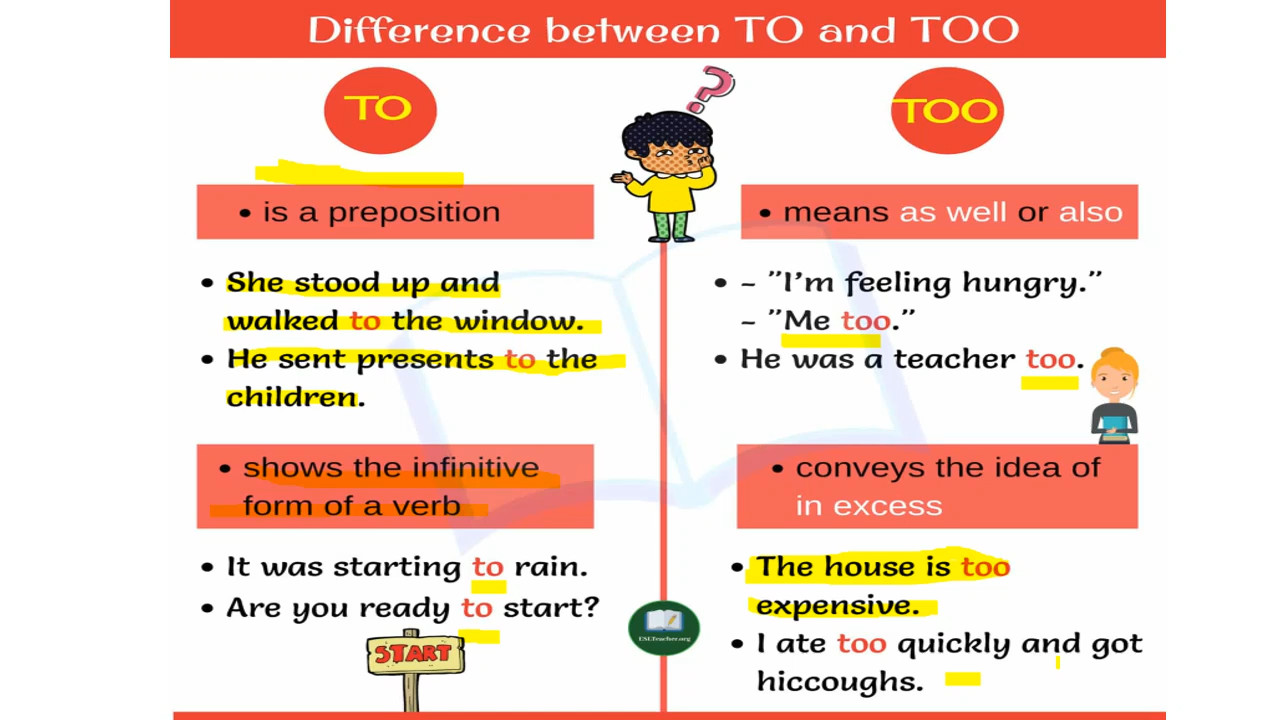 Difference between TO and TOO
TO
TOO
• is a preposition
• She stood up and
walked to the window.
• He sent presents to the
children.
• shows the infinitive
form of a verb
• It was starting to rain.
• Are you ready to start?
START
• means as well or also
• – "I'm feeling hungry."
– "Me too."
• He was a teacher too.
• conveys the idea of
in excess
• The house is too
expensive.
• I ate too quickly and got
hiccoughs.
ESLTeacher.org